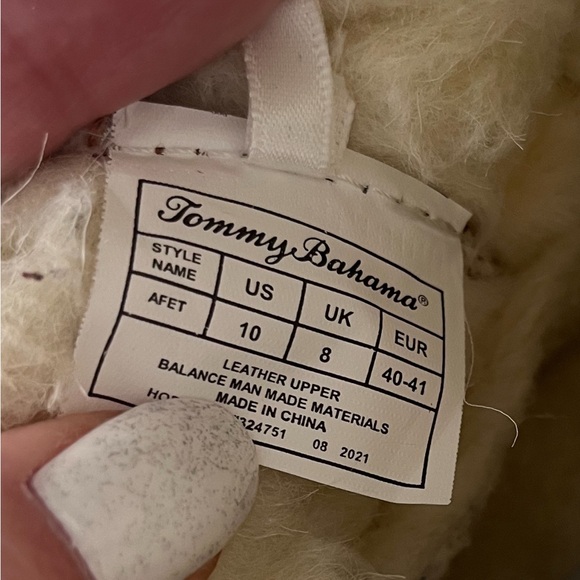 Tommy Bahama®
STYLE NAME US UK EUR
AFET 10 8 40-41
LEATHER UPPER
BALANCE MAN MADE MATERIALS
MADE IN CHINA
08 2021